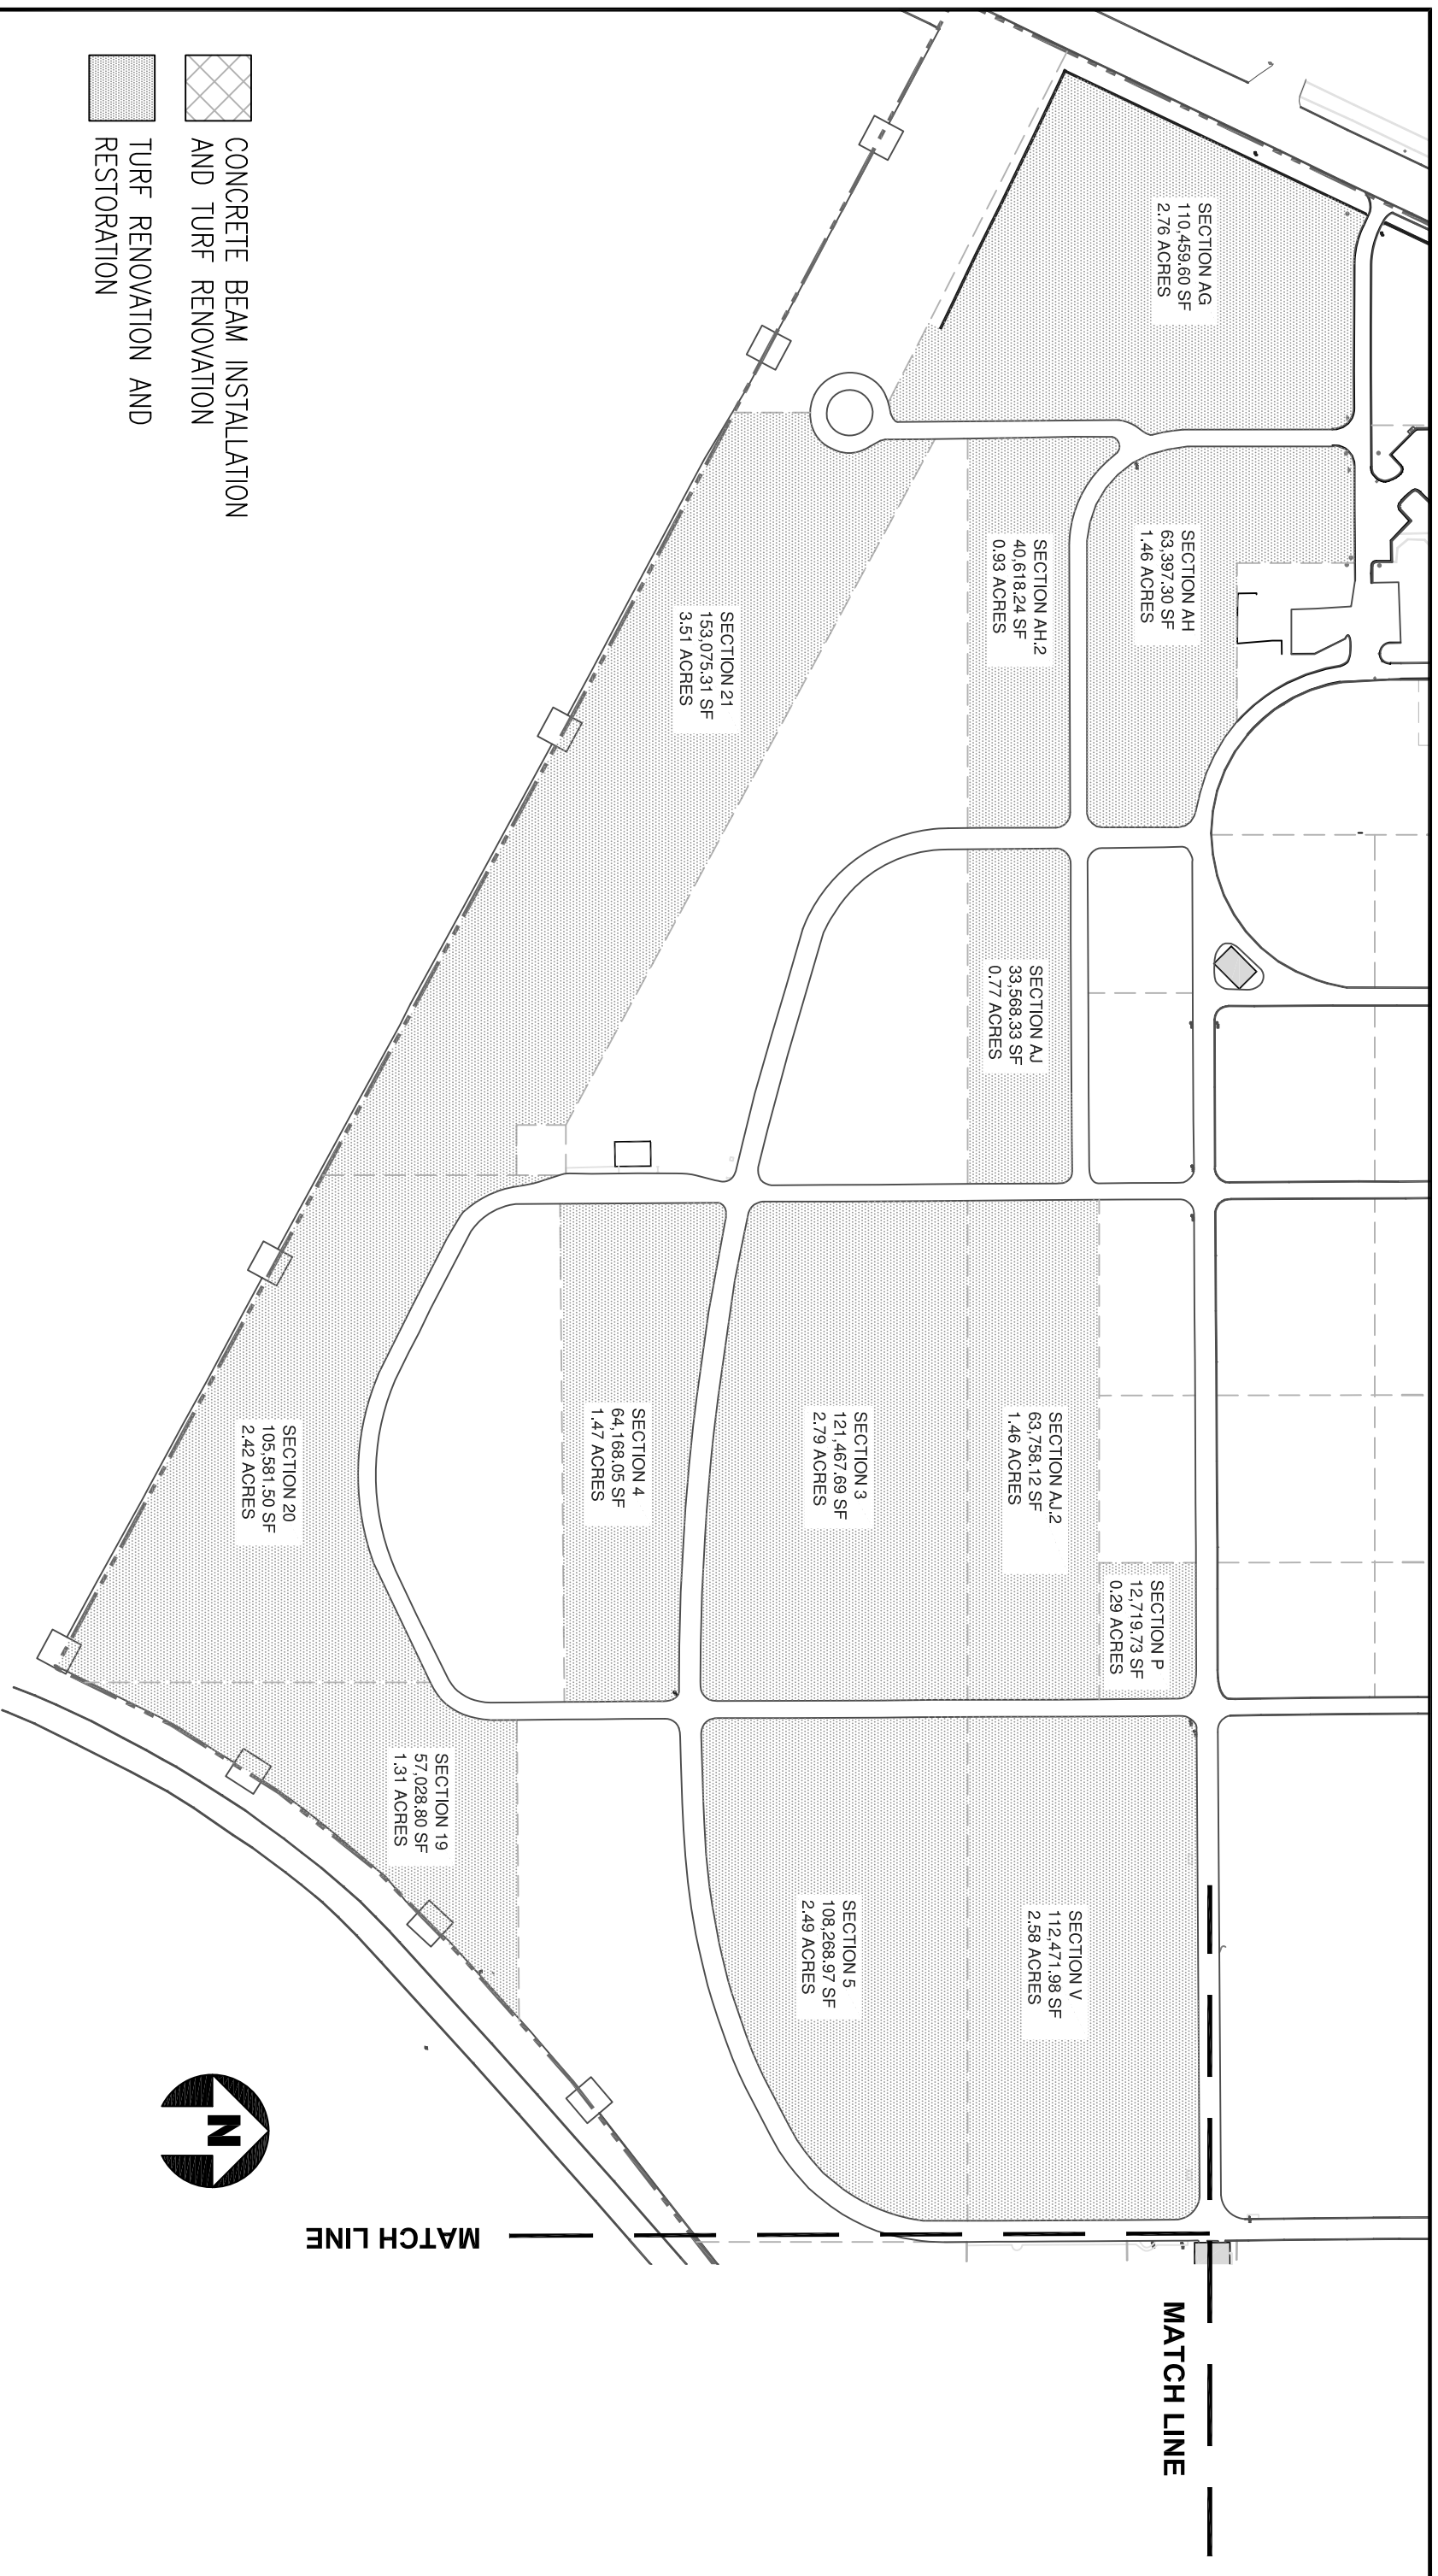 SECTION AG
110,459.60 SF
2.76 ACRES
SECTION AH
63,397.30 SF
1.46 ACRES
SECTION AH.2
40,618.24 SF
0.93 ACRES
SECTION 21
153,075.31 SF
3.51 ACRES
SECTION AJ
33,568.33 SF
0.77 ACRES
SECTION P
12,719.73 SF
0.29 ACRES
SECTION AJ.2
63,758.12 SF
1.46 ACRES
SECTION 3
121,467.69 SF
2.79 ACRES
SECTION 4
64,168.05 SF
1.47 ACRES
SECTION 20
105,581.50 SF
2.42 ACRES
SECTION 19
57,028.80 SF
1.31 ACRES
SECTION V
112,471.98 SF
2.58 ACRES
SECTION 5
108,268.97 SF
2.49 ACRES
MATCH LINE
MATCH LINE
N
CONCRETE BEAM INSTALLATION
AND TURF RENOVATION
TURF RENOVATION AND
RESTORATION